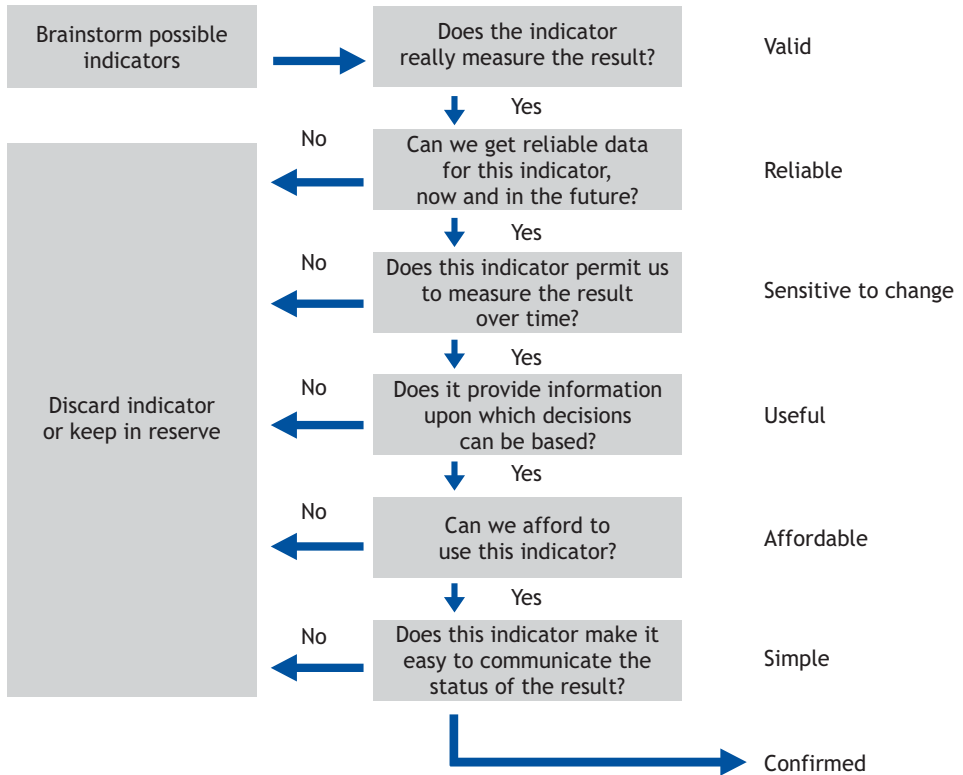 Brainstorm possible
indicators
Does the indicator
really measure the result?
Valid
Yes
No
Can we get reliable data
for this indicator,
now and in the future?
Reliable
Yes
No
Does this indicator permit us
to measure the result
over time?
Sensitive to change
Yes
No
Does it provide information
upon which decisions
can be based?
Useful
Discard indicator
or keep in reserve
Yes
No
Can we afford to
use this indicator?
Affordable
Yes
No
Does this indicator make it
easy to communicate the
status of the result?
Simple
Confirmed